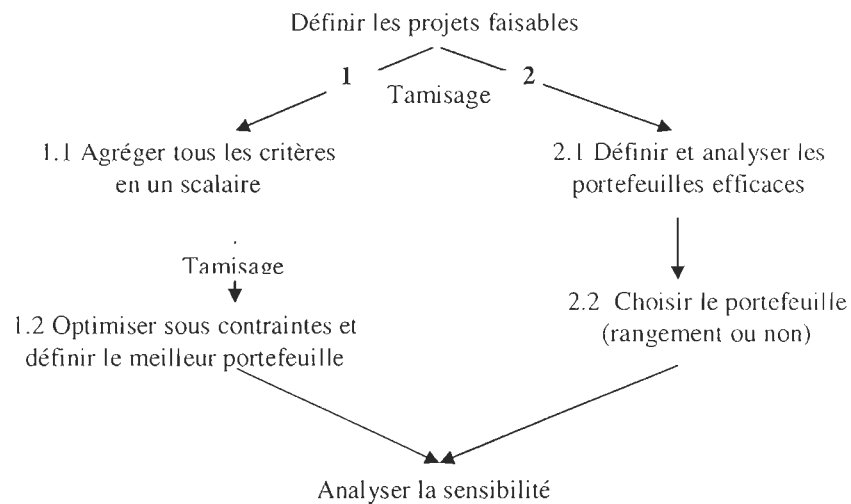 Définir les projets faisables
1
2
Tamisage
1.1 Agréger tous les critères
en un scalaire
2.1 Définir et analyser les
portefeuilles efficaces
Tamisage
1.2 Optimiser sous contraintes et
définir le meilleur portefeuille
2.2 Choisir le portefeuille
(rangement ou non)
Analyser la sensibilité